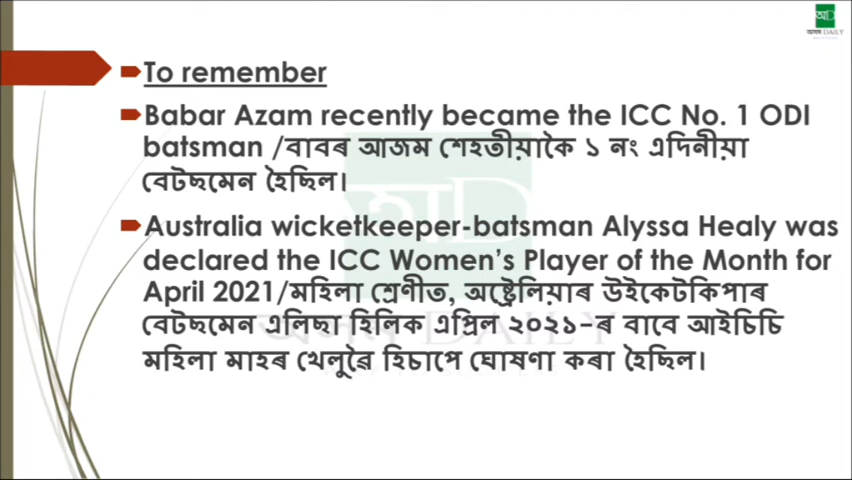 অসম DAILY
To remember
Babar Azam recently became the ICC No. 1 ODI
batsman /বাবৰ আজম শেহতীয়াকৈ ১ নং এদিনীয়া
বেটছমেন হৈছিল।
Australia wicketkeeper-batsman Alyssa Healy was
declared the ICC Women's Player of the Month for
April 2021/মহিলা শ্ৰেণীত, অষ্ট্ৰেলিয়াৰ উইকেটকিপাৰ
বেটছমেন এলিছা হিলিক এপ্ৰিল ২০২১-ৰ বাবে আইচিচি
মহিলা মাহৰ খেলুৱৈ হিচাপে ঘোষণা কৰা হৈছিল।